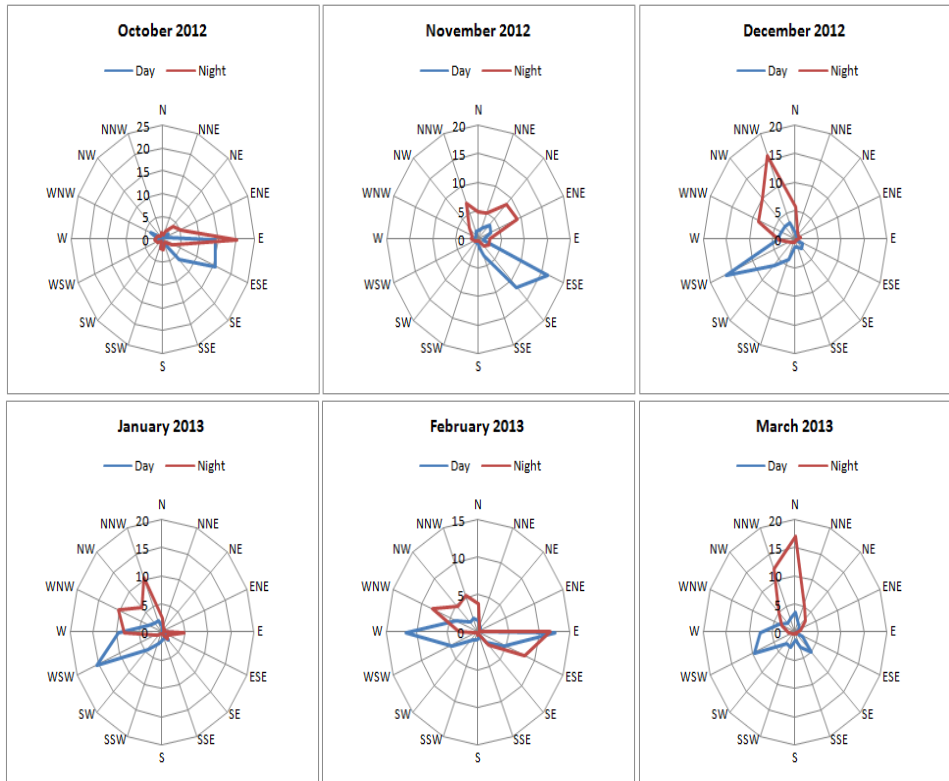 October 2012
Day Night
N
NNE
NE
ENE
E
ESE
SE
SSE
S
SSW
SW
WSW
W
WNW
NW
NNW
25
20
15
10
5
0
November 2012
Day Night
N
NNE
NE
ENE
E
ESE
SE
SSE
S
SSW
SW
WSW
W
WNW
NW
NNW
20
15
10
5
0
December 2012
Day Night
N
NNE
NE
ENE
E
ESE
SE
SSE
S
SSW
SW
WSW
W
WNW
NW
NNW
20
15
10
5
0
January 2013
Day Night
N
NNE
NE
ENE
E
ESE
SE
SSE
S
SSW
SW
WSW
W
WNW
NW
NNW
20
15
10
5
0
February 2013
Day Night
N
NNE
NE
ENE
E
ESE
SE
SSE
S
SSW
SW
WSW
W
WNW
NW
NNW
15
10
5
0
March 2013
Day Night
N
NNE
NE
ENE
E
ESE
SE
SSE
S
SSW
SW
WSW
W
WNW
NW
NNW
20
15
10
5
0